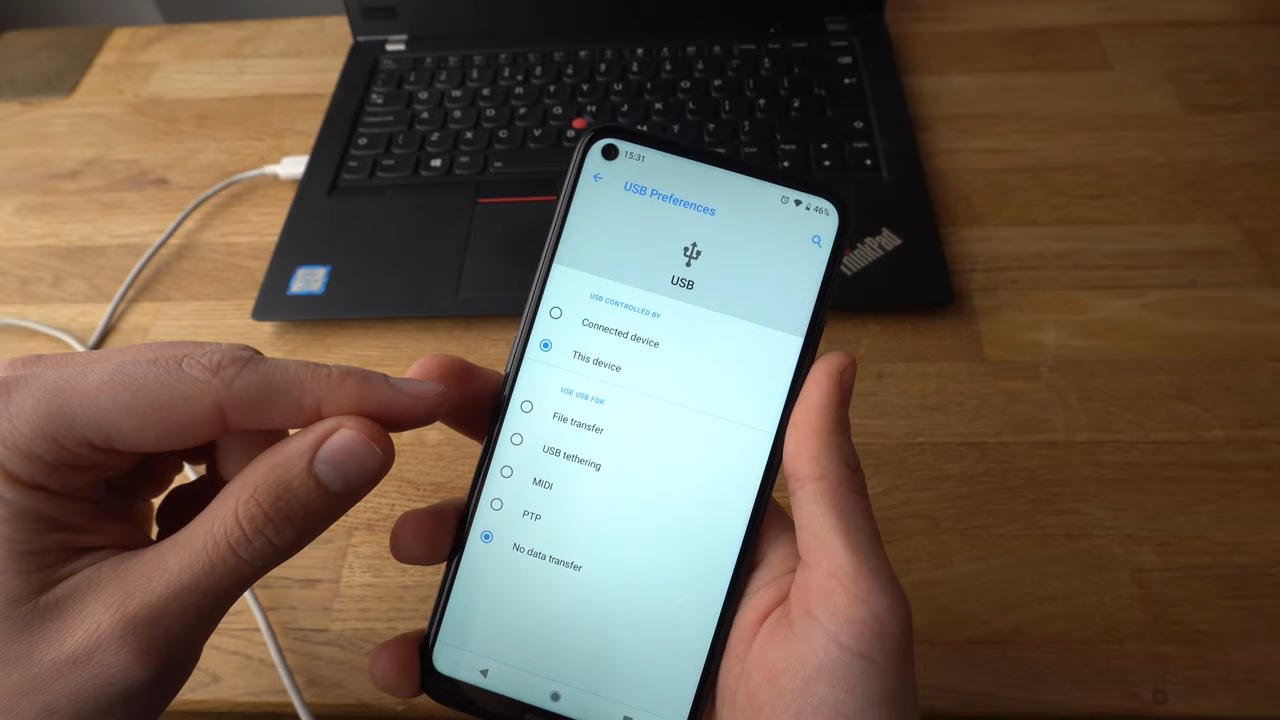 15:31
46%
USB Preferences
USB
USB CONTROLLED BY
Connected device
This device
USE USB FOR
File transfer
USB tethering
MIDI
PTP
No data transfer
ThinkPad